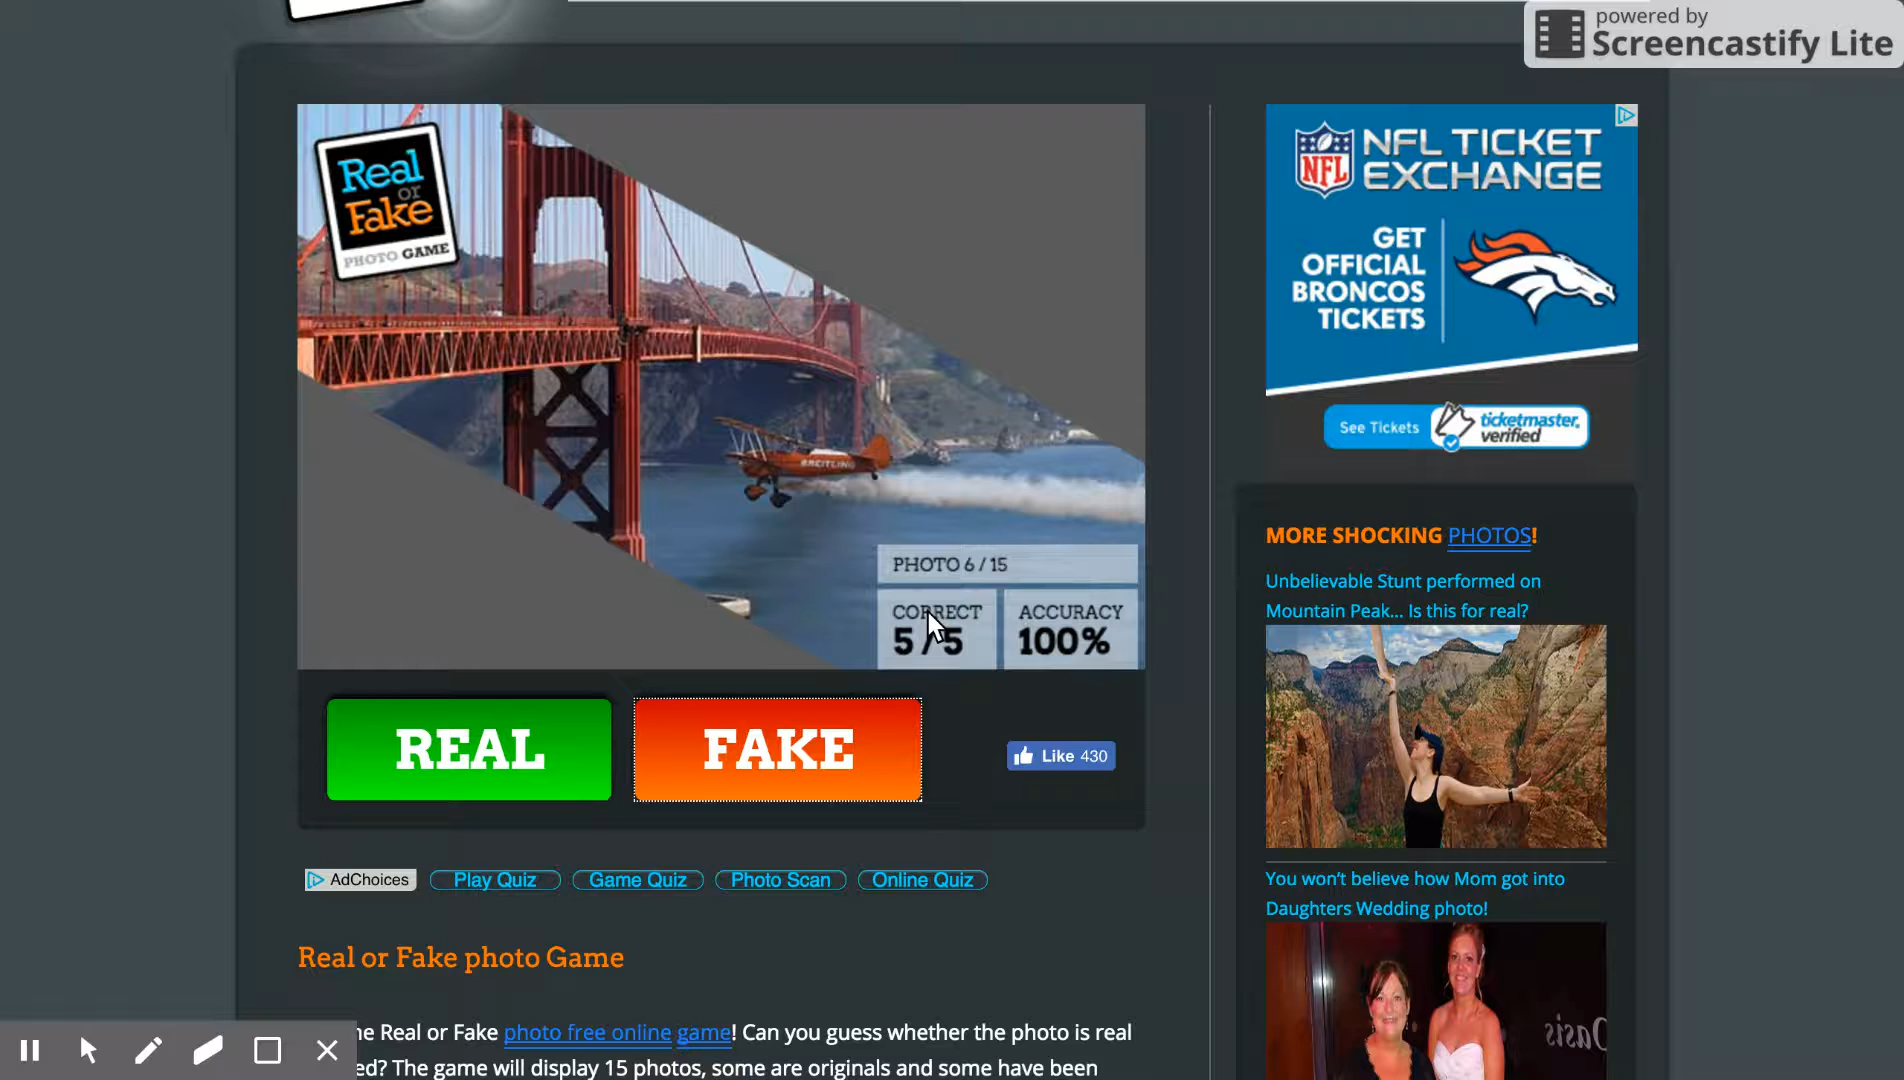 powered by
Screencastify Lite
Real
or
Fake
PHOTO GAME
BREITLING
PHOTO 6 / 15
CORRECT
5 / 5
ACCURACY
100%
REAL
FAKE
Like 430
AdChoices
Play Quiz
Game Quiz
Photo Scan
Online Quiz
Real or Fake photo Game
ne Real or Fake photo free online game! Can you guess whether the photo is real
ed? The game will display 15 photos, some are originals and some have been
NFL
NFL TICKET
EXCHANGE
GET
OFFICIAL
BRONCOS
TICKETS
See Tickets
ticketmaster
verified
MORE SHOCKING PHOTOS!
Unbelievable Stunt performed on
Mountain Peak... Is this for real?
You won't believe how Mom got into
Daughters Wedding photo!
Oasis